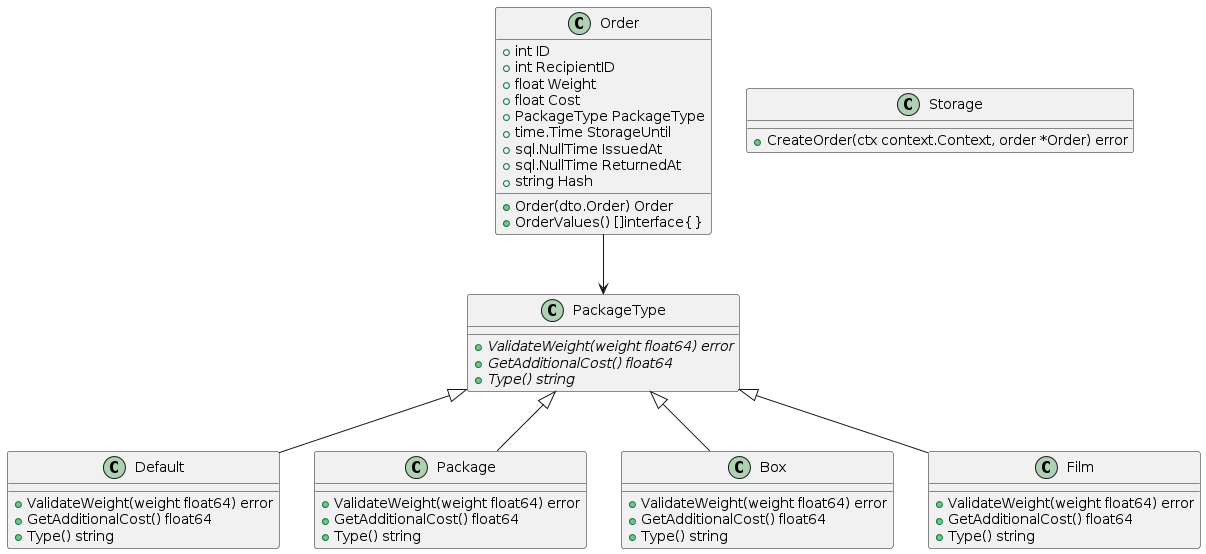 C Order
int ID
int RecipientID
float Weight
float Cost
PackageType PackageType
time.Time StorageUntil
sql.NullTime IssuedAt
sql.NullTime ReturnedAt
string Hash
Order(dto.Order) Order
OrderValues() []interface{ }
C Storage
CreateOrder(ctx context.Context, order *Order) error
C PackageType
ValidateWeight(weight float64) error
GetAdditionalCost() float64
Type() string
C Default
ValidateWeight(weight float64) error
GetAdditionalCost() float64
Type() string
C Package
ValidateWeight(weight float64) error
GetAdditionalCost() float64
Type() string
C Box
ValidateWeight(weight float64) error
GetAdditionalCost() float64
Type() string
C Film
ValidateWeight(weight float64) error
GetAdditionalCost() float64
Type() string